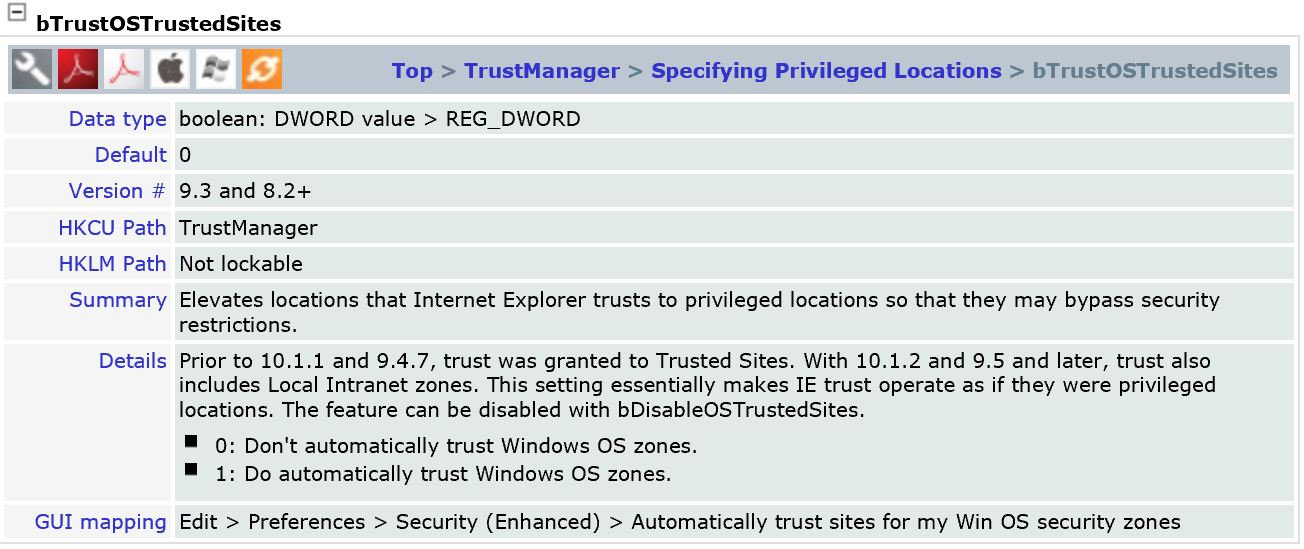 bTrustOSTrustedSites
Top > TrustManager > Specifying Privileged Locations > bTrustOSTrustedSites
Data type boolean: DWORD value > REG_DWORD
Default 0
Version # 9.3 and 8.2+
HKCU Path TrustManager
HKLM Path Not lockable
Summary Elevates locations that Internet Explorer trusts to privileged locations so that they may bypass security
restrictions.
Details Prior to 10.1.1 and 9.4.7, trust was granted to Trusted Sites. With 10.1.2 and 9.5 and later, trust also
includes Local Intranet zones. This setting essentially makes IE trust operate as if they were privileged
locations. The feature can be disabled with bDisableOSTrustedSites.
■ 0: Don't automatically trust Windows OS zones.
■ 1: Do automatically trust Windows OS zones.
GUI mapping Edit > Preferences > Security (Enhanced) > Automatically trust sites for my Win OS security zones